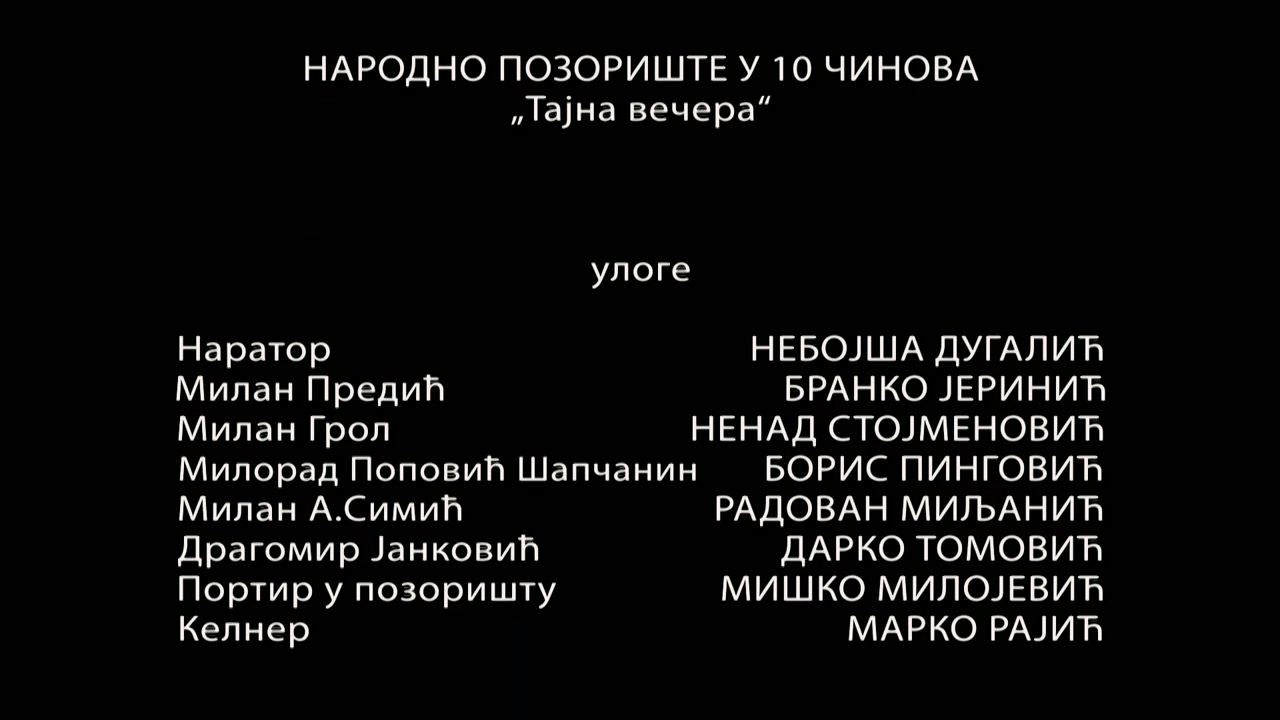 НАРОДНО ПОЗОРИШТЕ У 10 ЧИНОВА
„Тајна вечера“
улоге
Наратор НЕБОЈША ДУГАЛИЋ
Милан Предић БРАНКО ЈЕРИНИЋ
Милан Грол НЕНАД СТОЈМЕНОВИЋ
Милорад Поповић Шапчанин БОРИС ПИНГОВИЋ
Милан А.Симић РАДОВАН МИЉАНИЋ
Драгомир Јанковић ДАРКО ТОМОВИЋ
Портир у позоришту МИШКО МИЛОЈЕВИЋ
Келнер МАРКО РАЈИЋ